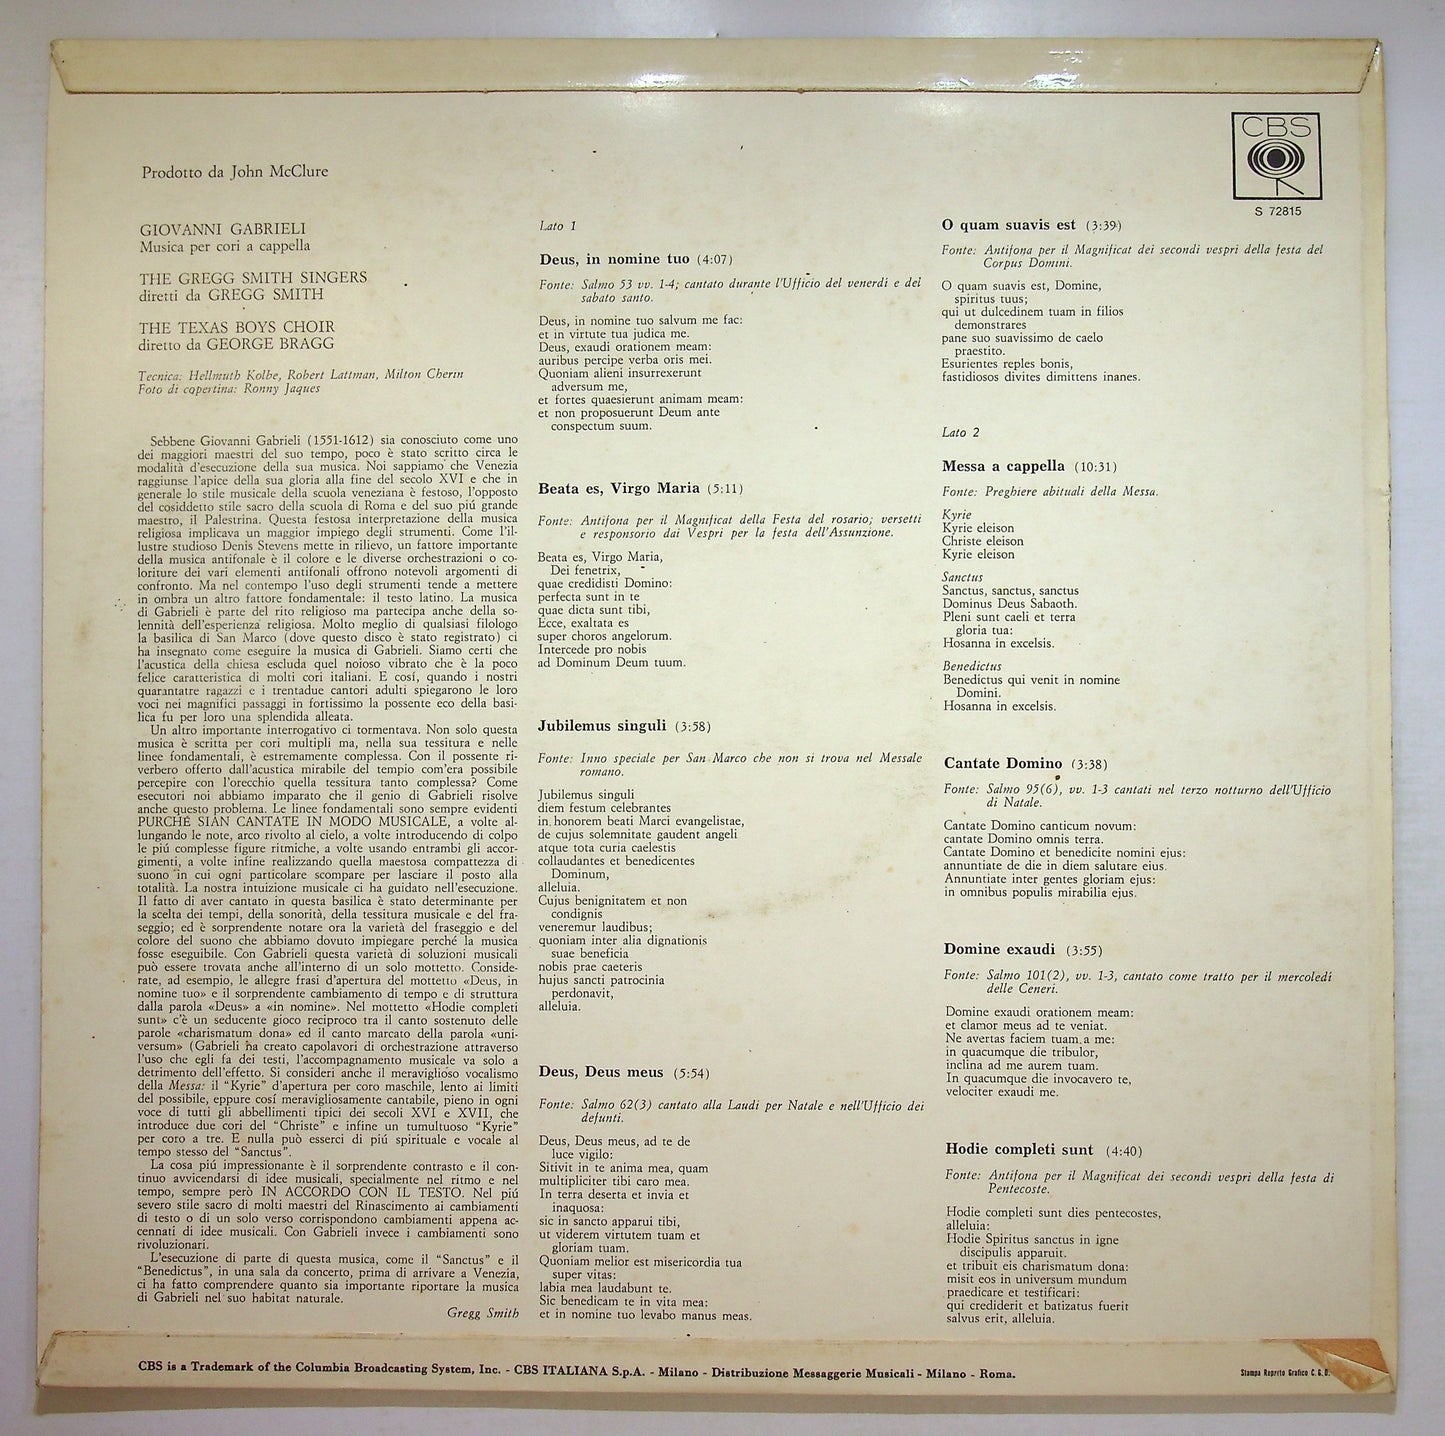 CBS
S 72815
Prodotto da John McClure
GIOVANNI GABRIELI
Musica per cori a cappella
THE GREGG SMITH SINGERS
diretti da GREGG SMITH
THE TEXAS BOYS CHOIR
diretto da GEORGE BRAGG
Tecnica: Hellmuth Kolbe, Robert Lattman, Milton Cherin
Foto di copertina: Ronny Jaques
Sebbene Giovanni Gabrieli (1551-1612) sia conosciuto come uno
dei maggiori maestri del suo tempo, poco è stato scritto circa le
modalità d'esecuzione della sua musica. Noi sappiamo che Venezia
raggiunse l'apice della sua gloria alla fine del secolo XVI e che in
generale lo stile musicale della scuola veneziana è festoso, l'opposto
del cosiddetto stile sacro della scuola di Roma e del suo piú grande
maestro, il Palestrina. Questa festosa interpretazione della musica
religiosa implicava un maggior impiego degli strumenti. Come l'il-
lustre studioso Denis Stevens mette in rilievo, un fattore importante
della musica antifonale è il colore e le diverse orchestrazioni o co-
loriture dei vari elementi antifonali offrono notevoli argomenti di
confronto. Ma nel contempo l'uso degli strumenti tende a mettere
in ombra un altro fattore fondamentale: il testo latino. La musica
di Gabrieli è parte del rito religioso ma partecipa anche della so-
lennità dell'esperienza religiosa. Molto meglio di qualsiasi filologo
la basilica di San Marco (dove questo disco è stato registrato) ci
ha insegnato come eseguire la musica di Gabrieli. Siamo certi che
l'acustica della chiesa escluda quel noioso vibrato che è la poco
felice caratteristica di molti cori italiani. E cosí, quando i nostri
quarantatre ragazzi e i trentadue cantori adulti spiegarono le loro
voci nei magnifici passaggi in fortissimo la possente eco della basi-
lica fu per loro una splendida alleata.
Un altro importante interrogativo ci tormentava. Non solo questa
musica è scritta per cori multipli ma, nella sua tessitura e nelle
linee fondamentali, è estremamente complessa. Con il possente ri-
verbero offerto dall'acustica mirabile del tempio com'era possibile
percepire con l'orecchio quella tessitura tanto complessa? Come
esecutori noi abbiamo imparato che il genio di Gabrieli risolve
anche questo problema. Le linee fondamentali sono sempre evidenti
PURCHÉ SIAN CANTATE IN MODO MUSICALE, a volte al-
lungando le note, arco rivolto al cielo, a volte introducendo di colpo
le piú complesse figure ritmiche, a volte usando entrambi gli accor-
gimenti, a volte infine realizzando quella maestosa compattezza di
suono in cui ogni particolare scompare per lasciare il posto alla
totalità. La nostra intuizione musicale ci ha guidato nell'esecuzione.
Il fatto di aver cantato in questa basilica è stato determinante per
la scelta dei tempi, della sonorità, della tessitura musicale e del fra-
seggio; ed è sorprendente notare ora la varietà del fraseggio e del
colore del suono che abbiamo dovuto impiegare perché la musica
fosse eseguibile. Con Gabrieli questa varietà di soluzioni musicali
può essere trovata anche all'interno di un solo mottetto. Conside-
rate, ad esempio, le allegre frasi d'apertura del mottetto «Deus, in
nomine tuo» e il sorprendente cambiamento di tempo e di struttura
dalla parola «Deus» a «in nomine». Nel mottetto «Hodie completi
sunt» c'è un seducente gioco reciproco tra il canto sostenuto delle
parole «charismatum dona» ed il canto marcato della parola «uni-
versum» (Gabrieli ha creato capolavori di orchestrazione attraverso
l'uso che egli fa dei testi, l'accompagnamento musicale va solo a
detrimento dell'effetto. Si consideri anche il meraviglioso vocalismo
della Messa: il "Kyrie" d'apertura per coro maschile, lento ai limiti
del possibile, eppure cosí meravigliosamente cantabile, pieno in ogni
voce di tutti gli abbellimenti tipici dei secoli XVI e XVII, che
introduce due cori del "Christe" e infine un tumultuoso "Kyrie"
per coro a tre. E nulla può esserci di piú spirituale e vocale al
tempo stesso del "Sanctus".
La cosa piú impressionante è il sorprendente contrasto e il con-
tinuo avvicendarsi di idee musicali, specialmente nel ritmo e nel
tempo, sempre però IN ACCORDO CON IL TESTO. Nel piú
severo stile sacro di molti maestri del Rinascimento ai cambiamenti
di testo o di un solo verso corrispondono cambiamenti appena ac-
cennati di idee musicali. Con Gabrieli invece i cambiamenti sono
rivoluzionari.
L'esecuzione di parte di questa musica, come il "Sanctus" e il
"Benedictus", in una sala da concerto, prima di arrivare a Venezia,
ci ha fatto comprendere quanto sia importante riportare la musica
di Gabrieli nel suo habitat naturale.
Gregg Smith
Lato 1
Deus, in nomine tuo (4:07)
Fonte: Salmo 53 vv. 1-4; cantato durante l'Ufficio del venerdí e del
sabato santo.
Deus, in nomine tuo salvum me fac:
et in virtute tua judica me.
Deus, exaudi orationem meam:
auribus percipe verba oris mei.
Quoniam alieni insurrexerunt
adversum me,
et fortes quaesierunt animam meam:
et non proposuerunt Deum ante
conspectum suum.
Beata es, Virgo Maria (5:11)
Fonte: Antifona per il Magnificat della Festa del rosario; versetti
e responsorio dai Vespri per la festa dell'Assunzione.
Beata es, Virgo Maria,
Dei fenetrix,
quae credidisti Domino:
perfecta sunt in te
quae dicta sunt tibi,
Ecce, exaltata es
super choros angelorum.
Intercede pro nobis
ad Dominum Deum tuum.
Jubilemus singuli (3:58)
Fonte: Inno speciale per San Marco che non si trova nel Messale
romano.
Jubilemus singuli
diem festum celebrantes
in honorem beati Marci evangelistae,
de cujus solemnitate gaudent angeli
atque tota curia caelestis
collaudantes et benedicentes
Dominum,
alleluia.
Cujus benignitatem et non
condignis
veneremur laudibus;
quoniam inter alia dignationis
suae beneficia
nobis prae caeteris
hujus sancti patrocinia
perdonavit,
alleluia.
Deus, Deus meus (5:54)
Fonte: Salmo 62(3) cantato alla Laudi per Natale e nell'Ufficio dei
defunti.
Deus, Deus meus, ad te de
luce vigilo:
Sitivit in te anima mea, quam
multipliciter tibi caro mea.
In terra deserta et invia et
inaquosa:
sic in sancto apparui tibi,
ut viderem virtutem tuam et
gloriam tuam.
Quoniam melior est misericordia tua
super vitas:
labia mea laudabunt te.
Sic benedicam te in vita mea:
et in nomine tuo levabo manus meas.
O quam suavis est (3:39)
Fonte: Antifona per il Magnificat dei secondi vespri della festa del
Corpus Domini.
O quam suavis est, Domine,
spiritus tuus;
qui ut dulcedinem tuam in filios
demonstrares
pane suo suavissimo de caelo
praestito.
Esurientes reples bonis,
fastidiosos divites dimittens inanes.
Lato 2
Messa a cappella (10:31)
Fonte: Preghiere abituali della Messa.
Kyrie
Kyrie eleison
Christe eleison
Kyrie eleison
Sanctus
Sanctus, sanctus, sanctus
Dominus Deus Sabaoth.
Pleni sunt caeli et terra
gloria tua:
Hosanna in excelsis.
Benedictus
Benedictus qui venit in nomine
Domini.
Hosanna in excelsis.
Cantate Domino (3:38)
Fonte: Salmo 95(6), vv. 1-3 cantati nel terzo notturno dell'Ufficio
di Natale.
Cantate Domino canticum novum:
cantate Domino omnis terra.
Cantate Domino et benedicite nomini ejus:
annuntiate de die in diem salutare ejus.
Annuntiate inter gentes gloriam ejus:
in omnibus populis mirabilia ejus.
Domine exaudi (3:55)
Fonte: Salmo 101(2), vv. 1-3, cantato come tratto per il mercoledí
delle Ceneri.
Domine exaudi orationem meam:
et clamor meus ad te veniat.
Ne avertas faciem tuam a me:
in quacumque die tribulor,
inclina ad me aurem tuam.
In quacumque die invocavero te,
velociter exaudi me.
Hodie completi sunt (4:40)
Fonte: Antifona per il Magnificat dei secondi vespri della festa di
Pentecoste.
Hodie completi sunt dies pentecostes,
alleluia:
Hodie Spiritus sanctus in igne
discipulis apparuit.
et tribuit eis charismatum dona:
misit eos in universum mundum
praedicare et testificari:
qui crediderit et batizatus fuerit
salvus erit, alleluia.
CBS is a Trademark of the Columbia Broadcasting System, Inc. - CBS ITALIANA S.p.A. - Milano - Distribuzione Messaggerie Musicali - Milano - Roma.
Stampa Reparto Grafico C.G.D.